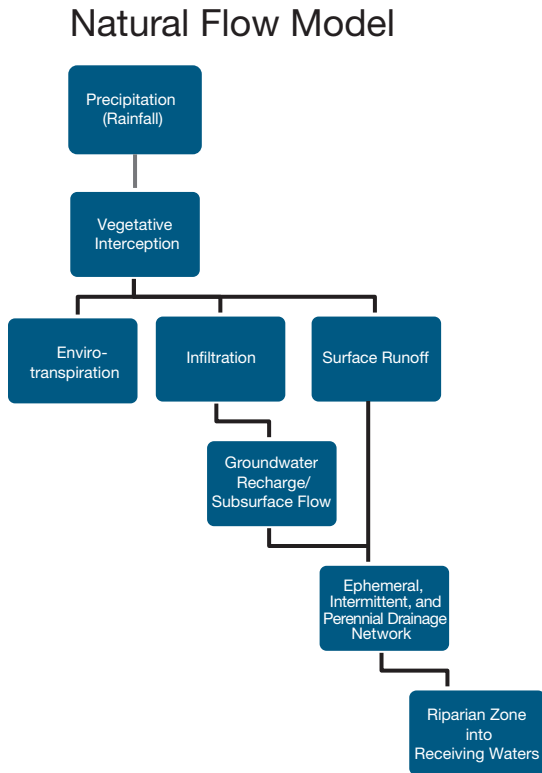 Natural Flow Model
Precipitation
(Rainfall)
Vegetative
Interception
Enviro-
transpiration
Infiltration
Surface Runoff
Groundwater
Recharge/
Subsurface Flow
Ephemeral,
Intermittent, and
Perennial Drainage
Network
Riparian Zone
into
Receiving Waters